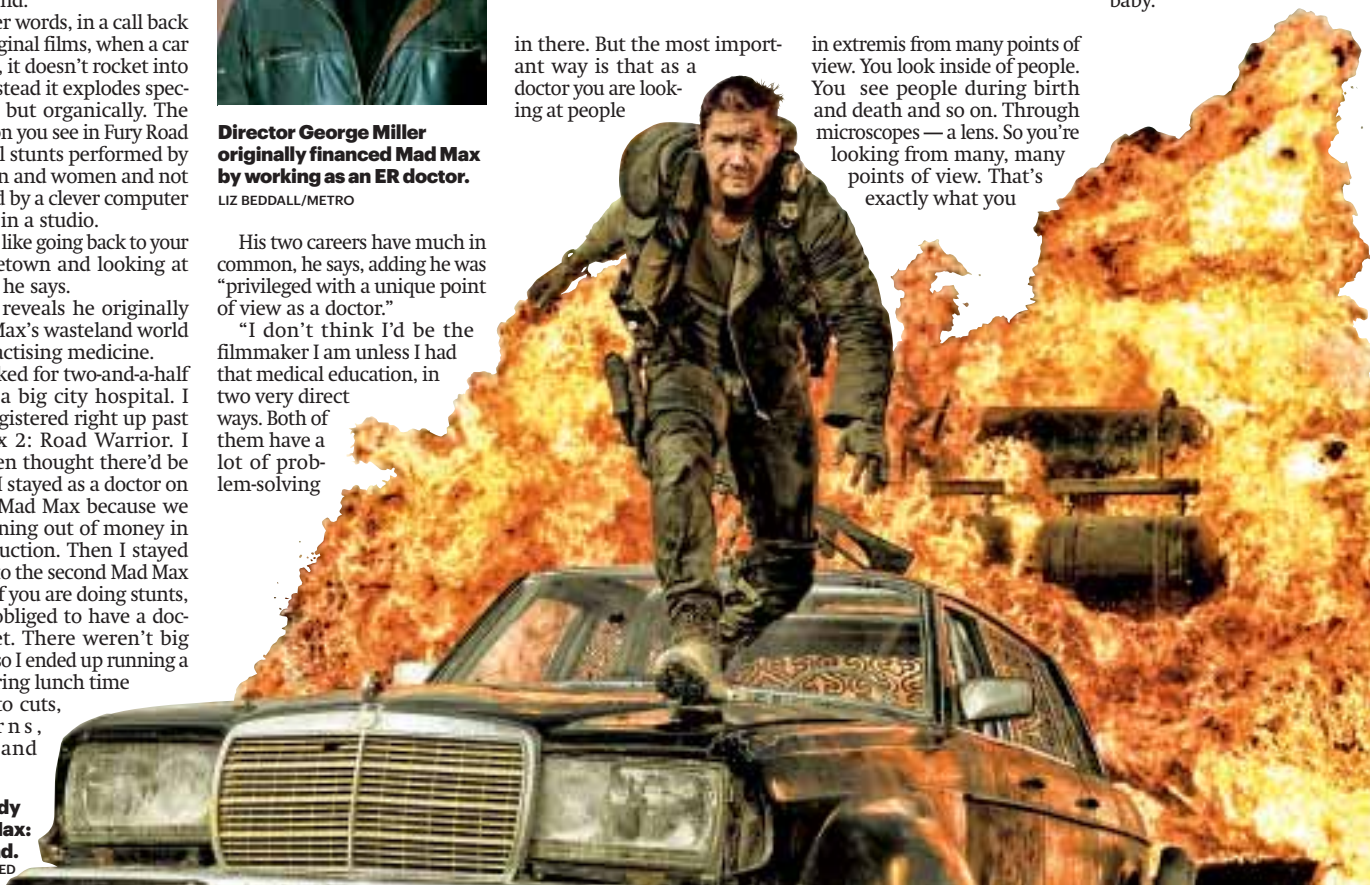 er words, in a call back
ginal films, when a car
, it doesn't rocket into
stead it explodes spec-
but organically. The
on you see in Fury Road
l stunts performed by
n and women and not
d by a clever computer
in a studio.
like going back to your
etown and looking at
he says.
reveals he originally
Max's wasteland world
actising medicine.
ked for two-and-a-half
a big city hospital. I
gistered right up past
x 2: Road Warrior. I
en thought there'd be
I stayed as a doctor on
Mad Max because we
ning out of money in
uction. Then I stayed
o the second Mad Max
f you are doing stunts,
obliged to have a doc-
et. There weren't big
so I ended up running a
ring lunch time
to cuts,
rns,
and
dy
Max:
d.
ED
Director George Miller
originally financed Mad Max
by working as an ER doctor.
LIZ BEDDALL/METRO
His two careers have much in
common, he says, adding he was
“privileged with a unique point
of view as a doctor.”
“I don't think I'd be the
filmmaker I am unless I had
that medical education, in
two very direct
ways. Both of
them have a
lot of prob-
lem-solving
in there. But the most import-
ant way is that as a
doctor you are look-
ing at people
in extremis from many points of
view. You look inside of people.
You see people during birth
and death and so on. Through
microscopes — a lens. So you're
looking from many, many
points of view. That's
exactly what you
baby.